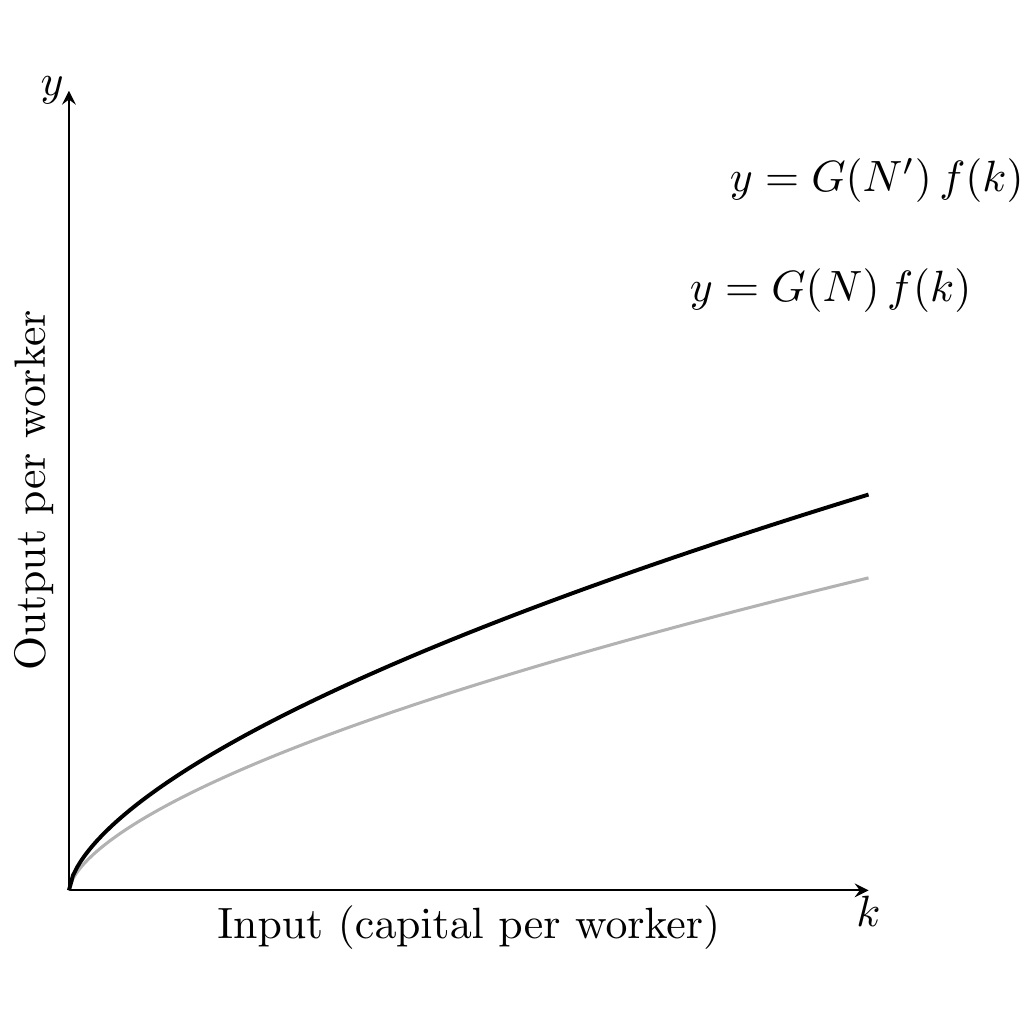 y
y = G(N′) f(k)
y = G(N) f(k)
Output per worker
k
Input (capital per worker)